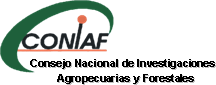 CONIAF
Consejo Nacional de Investigaciones
Agropecuarias y Forestales